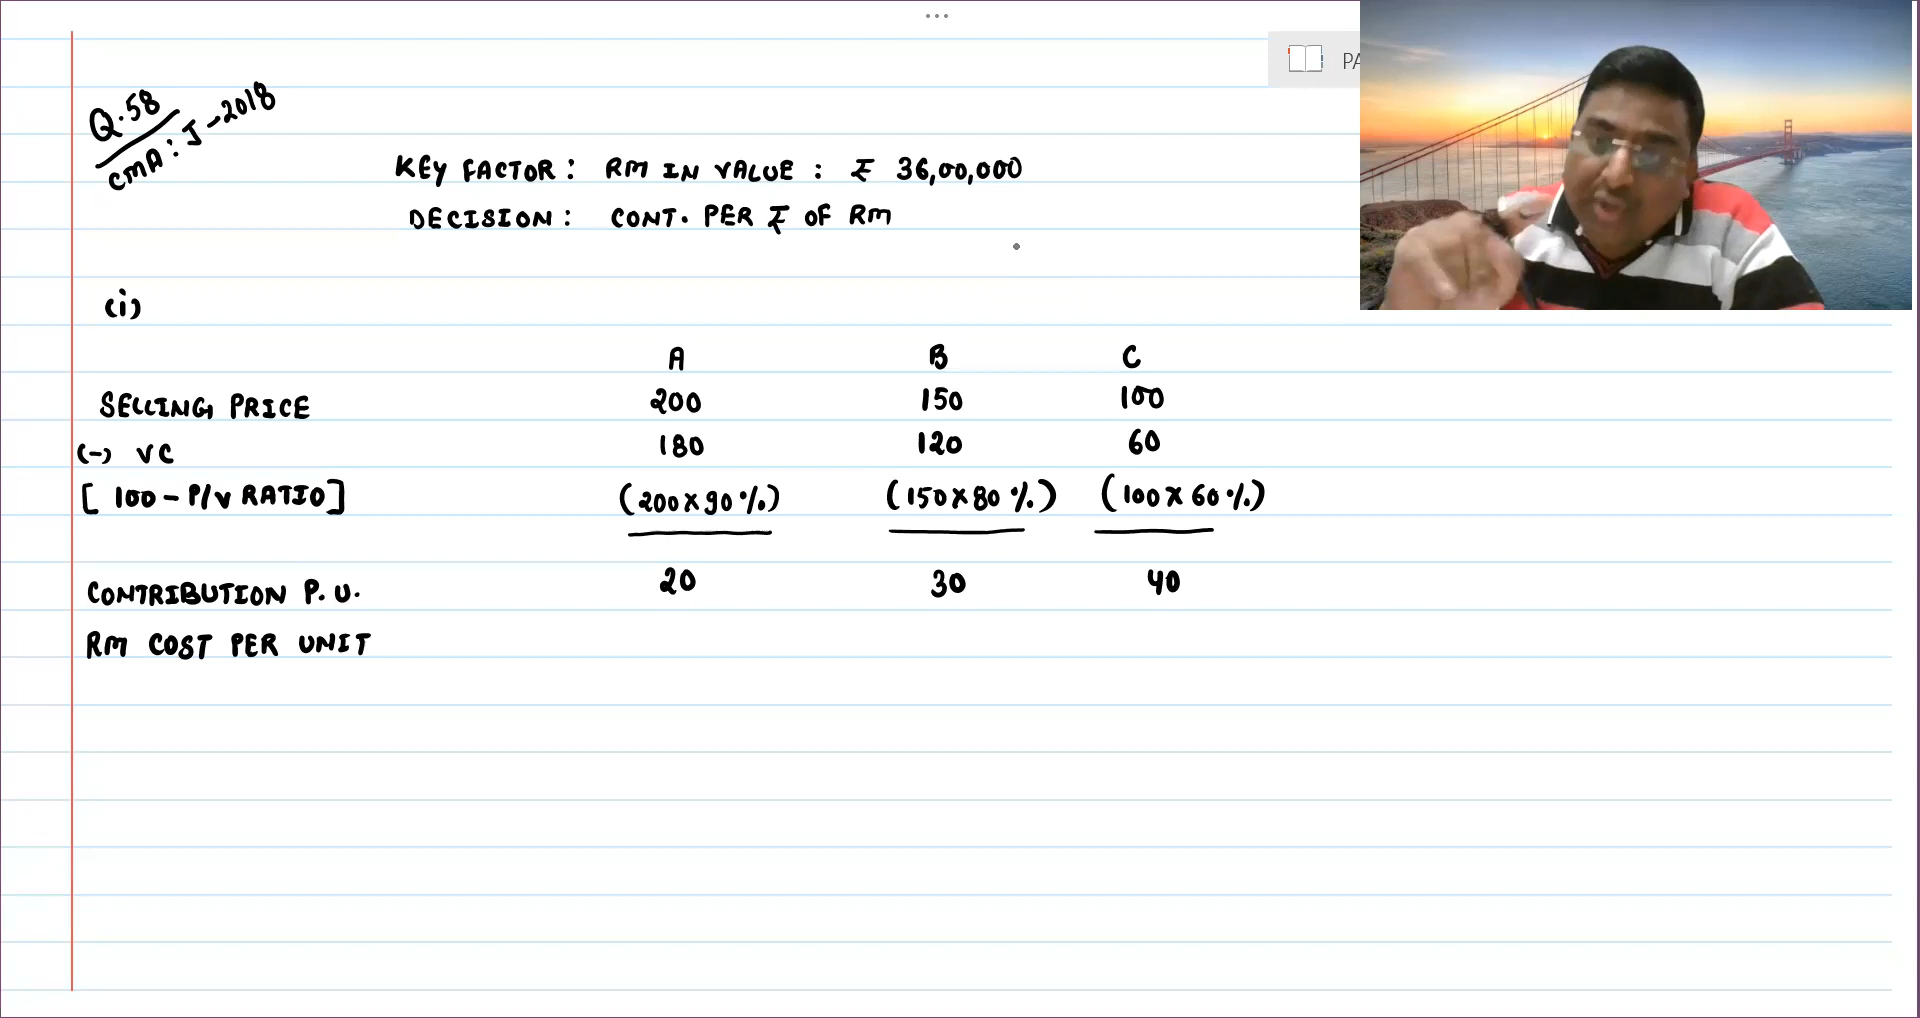 PA
Q.58
CMA: J-2018
KEY FACTOR: RM IN VALUE : ₹ 36,00,000
DECISION: CONT. PER ₹ OF RM
(i)
A B C
SELLING PRICE 200 150 100
(-) VC 180 120 60
[100 - P/V RATIO] (200X90%) (150X80%) (100X60%)
CONTRIBUTION P.U. 20 30 40
RM COST PER UNIT